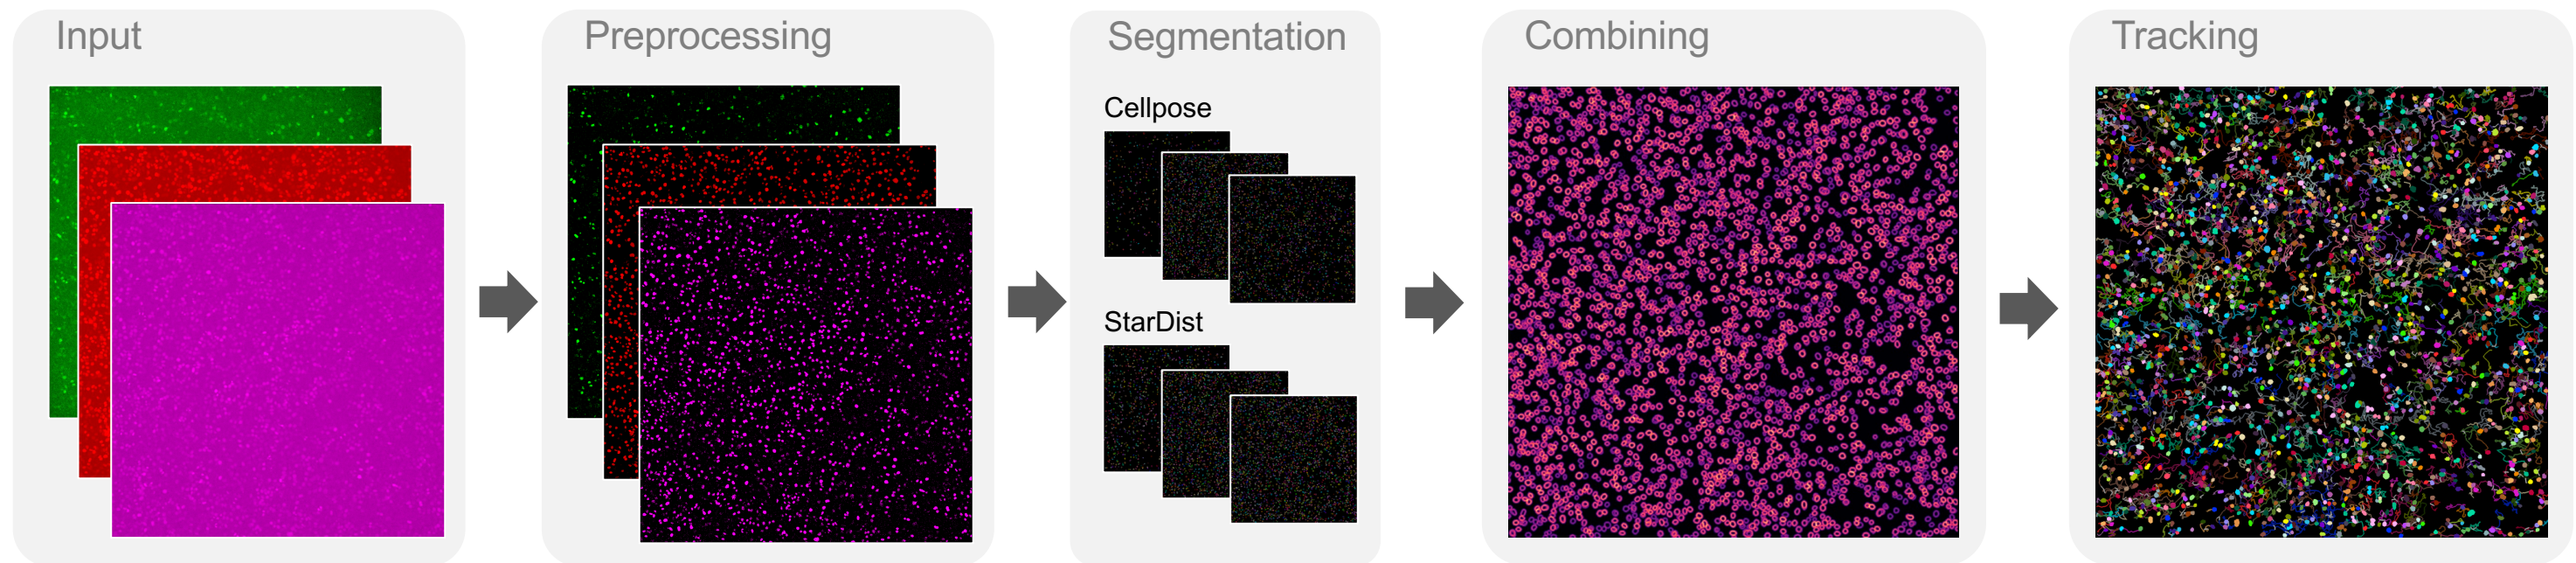 Input
Preprocessing
Segmentation
Cellpose
StarDist
Combining
Tracking